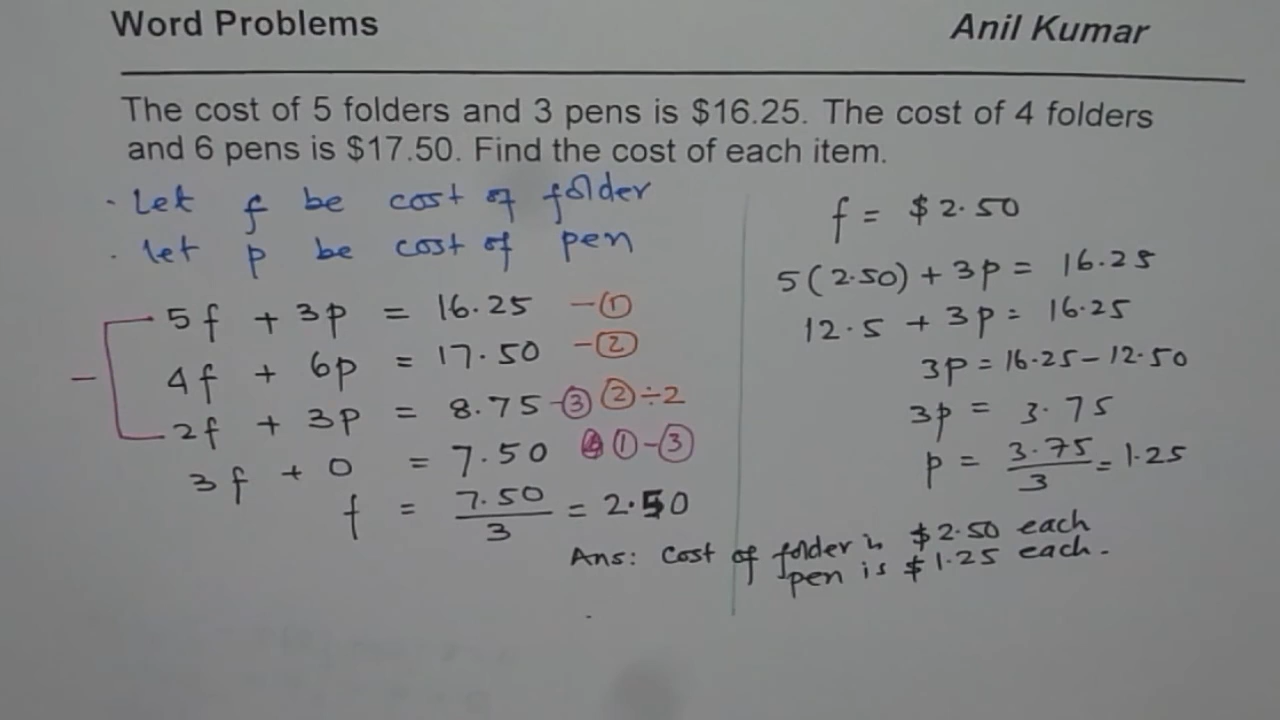 Word Problems
Anil Kumar
The cost of 5 folders and 3 pens is $16.25. The cost of 4 folders
and 6 pens is $17.50. Find the cost of each item.
· Let f be cost of folder
· let p be cost of pen
5f + 3p = 16.25 -①
4f + 6p = 17.50 -②
2f + 3p = 8.75 -③ ②÷2
3f + 0 = 7.50 ①-③
f = 7.50/3 = 2.50
f = $2.50
5(2.50) + 3p = 16.25
12.5 + 3p = 16.25
3p = 16.25 - 12.50
3p = 3.75
p = 3.75/3 = 1.25
Ans: Cost of folder is $2.50 each
pen is $1.25 each.